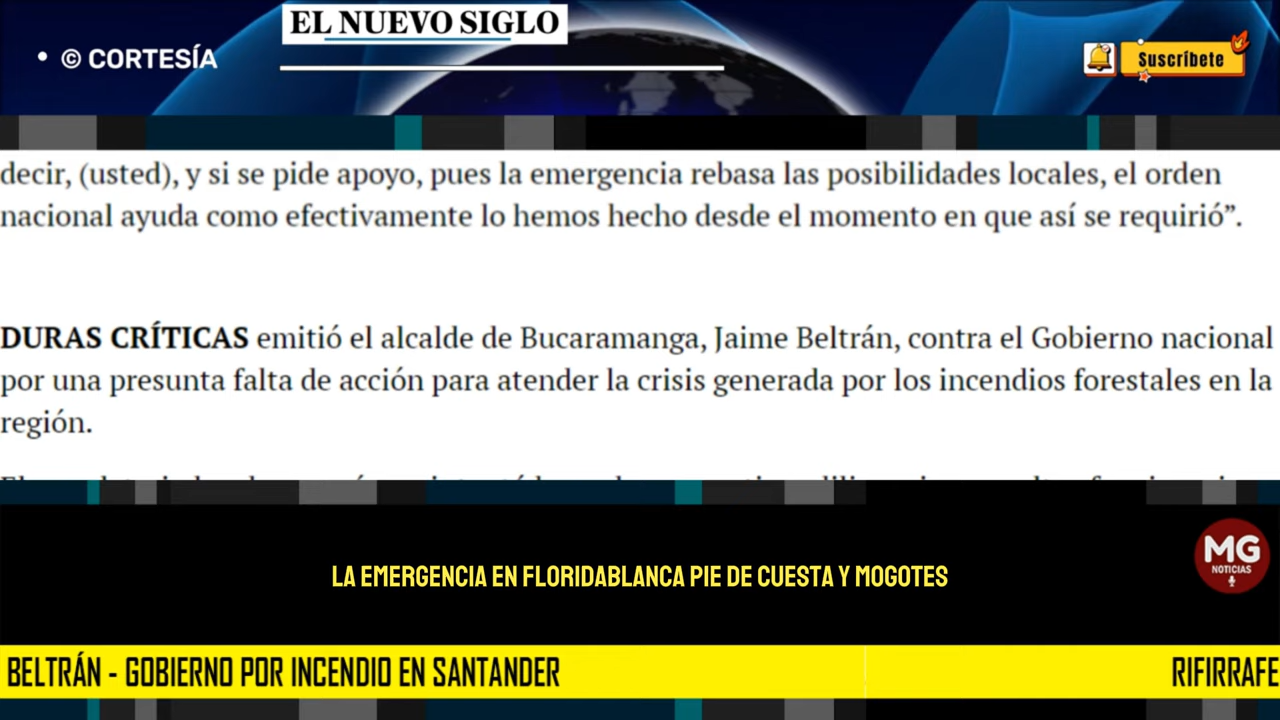 EL NUEVO SIGLO
• © CORTESÍA
Suscríbete
decir, (usted), y si se pide apoyo, pues la emergencia rebasa las posibilidades locales, el orden
nacional ayuda como efectivamente lo hemos hecho desde el momento en que así se requirió”.
DURAS CRÍTICAS emitió el alcalde de Bucaramanga, Jaime Beltrán, contra el Gobierno nacional
por una presunta falta de acción para atender la crisis generada por los incendios forestales en la
región.
MG
NOTICIAS
LA EMERGENCIA EN FLORIDABLANCA PIE DE CUESTA Y MOGOTES
BELTRÁN - GOBIERNO POR INCENDIO EN SANTANDER
RIFIRRAFE